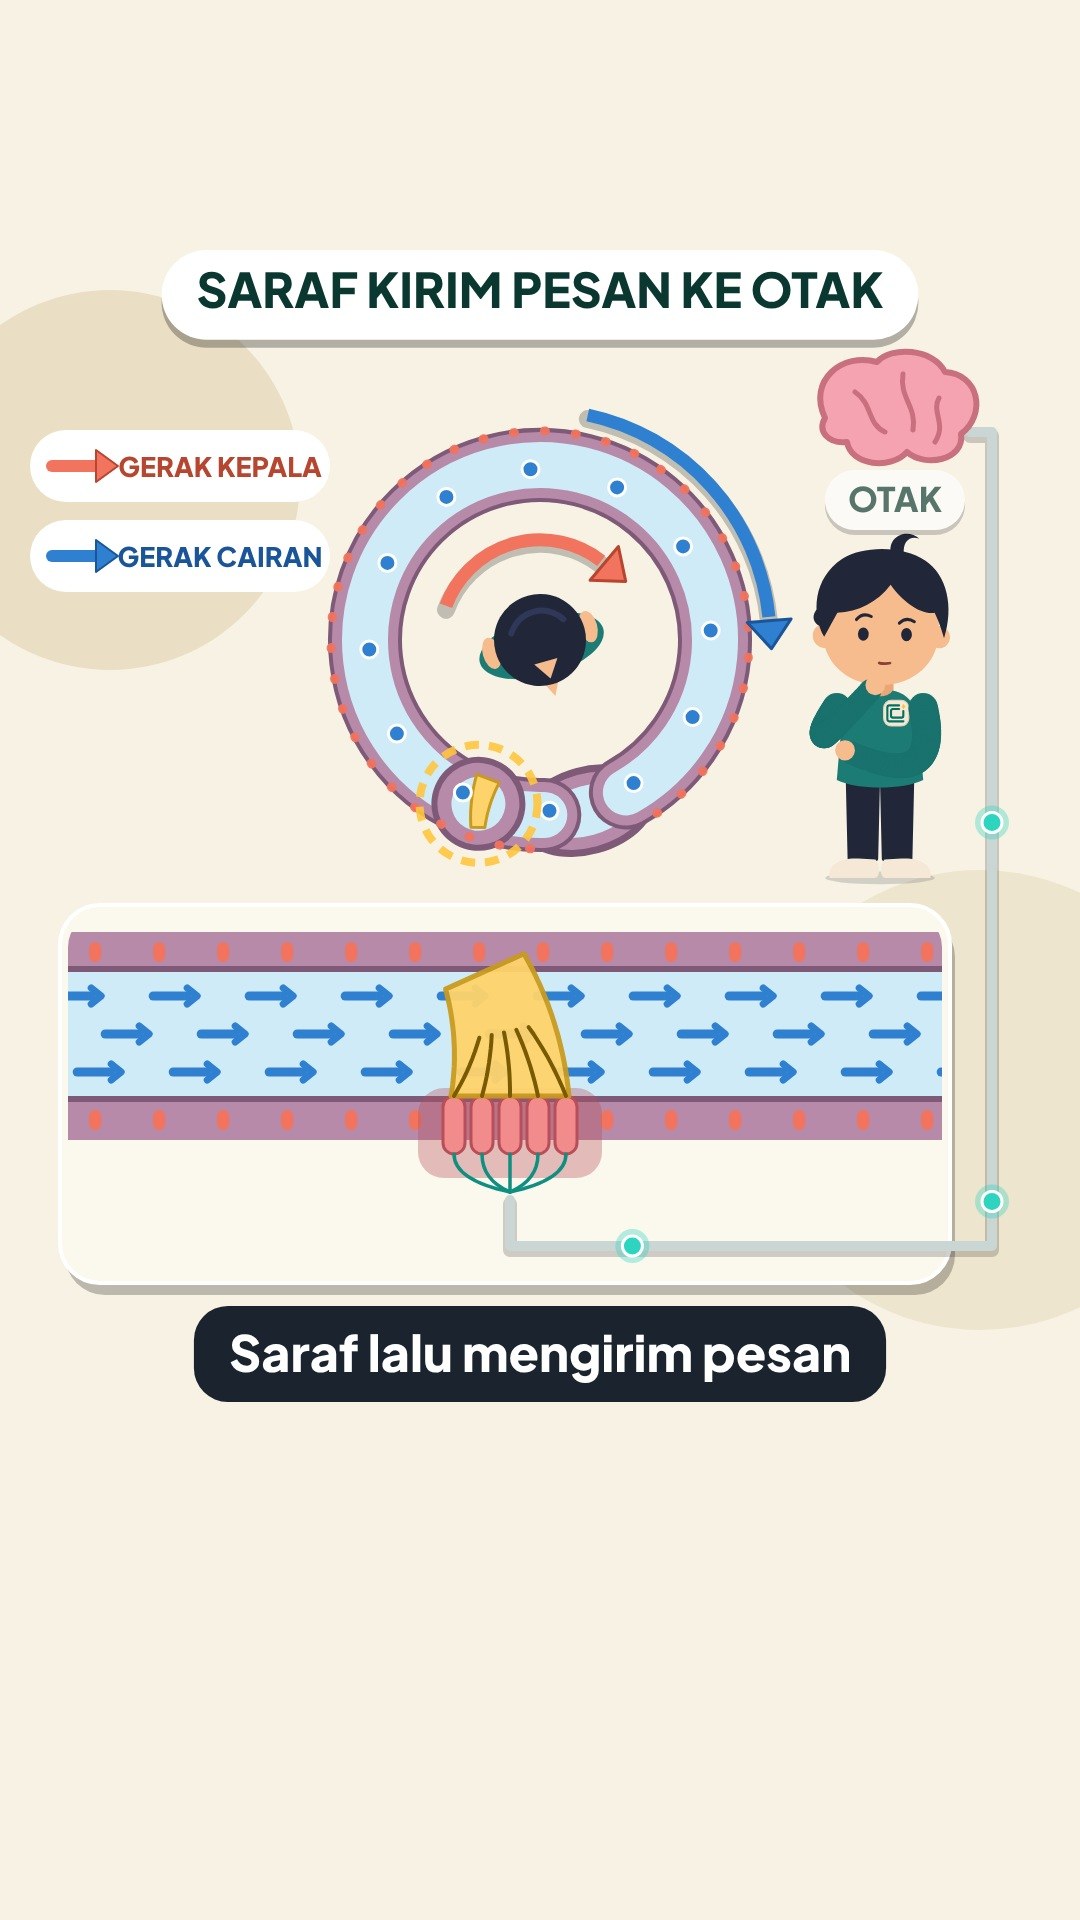 SARAF KIRIM PESAN KE OTAK
GERAK KEPALA
GERAK CAIRAN
OTAK
Saraf lalu mengirim pesan